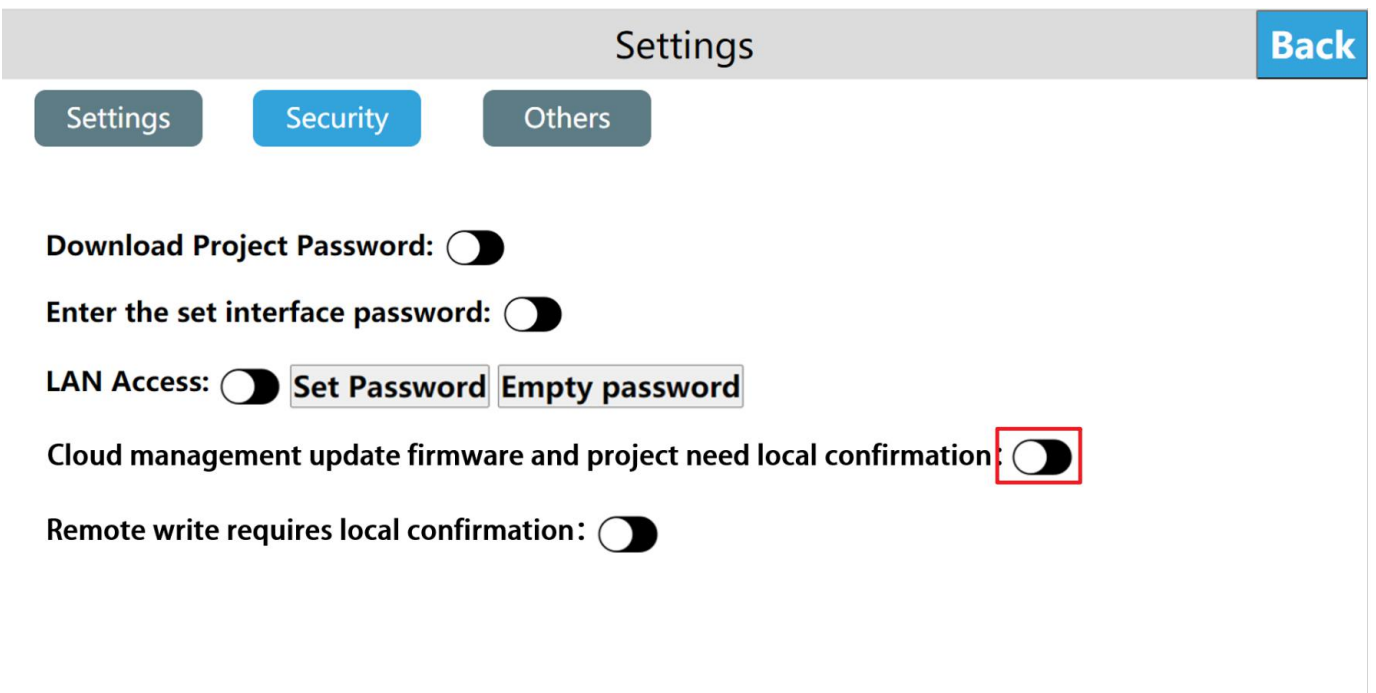 Settings
Back
Settings Security Others
Download Project Password:
Enter the set interface password:
LAN Access: Set Password Empty password
Cloud management update firmware and project need local confirmation:
Remote write requires local confirmation: